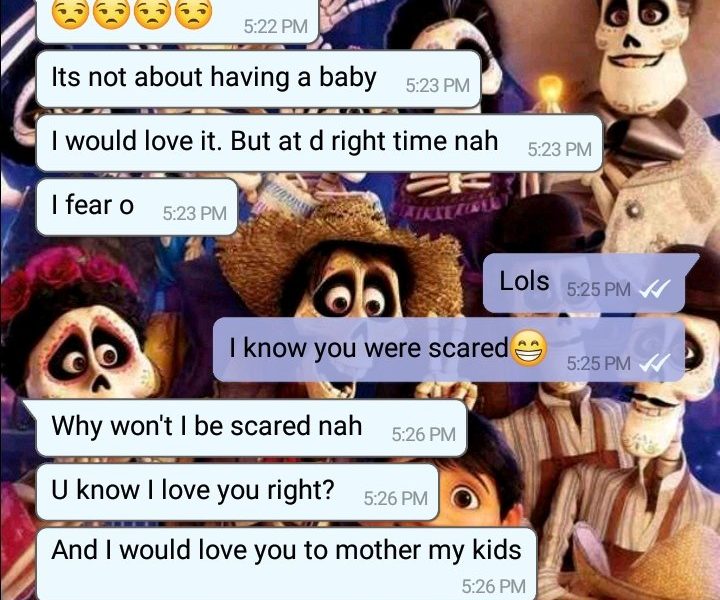 😒😒😒😒 5:22 PM
Its not about having a baby 5:23 PM
I would love it. But at d right time nah 5:23 PM
I fear o 5:23 PM
Lols 5:25 PM
I know you were scared😁 5:25 PM
Why won't I be scared nah 5:26 PM
U know I love you right? 5:26 PM
And I would love you to mother my kids
5:26 PM